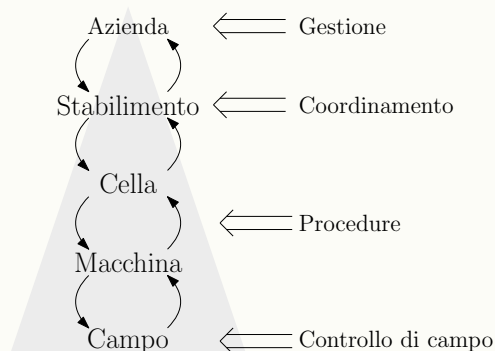 Azienda
Gestione
Stabilimento
Coordinamento
Cella
Procedure
Macchina
Campo
Controllo di campo